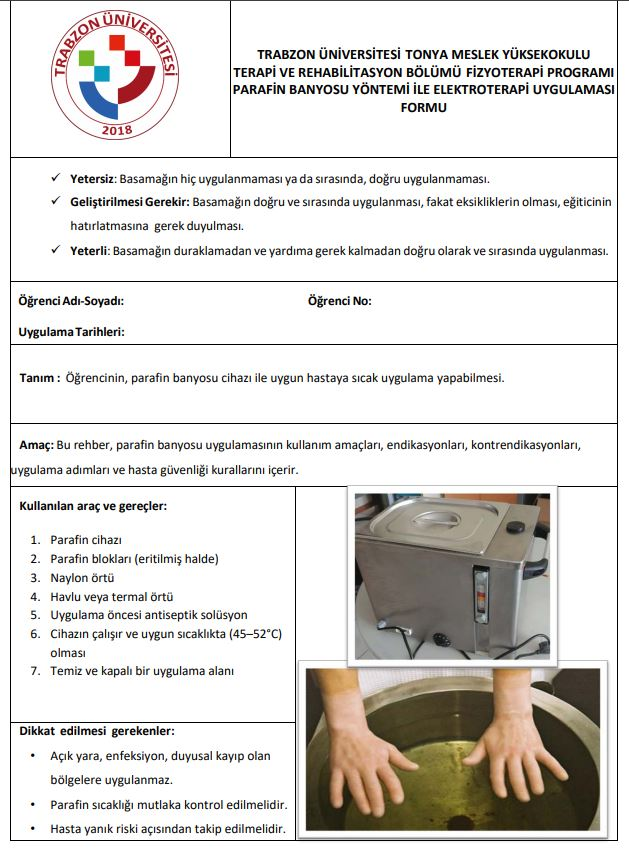 TRABZON ÜNİVERSİTESİ
2018
TRABZON ÜNİVERSİTESİ TONYA MESLEK YÜKSEKOKULU
TERAPİ VE REHABİLİTASYON BÖLÜMÜ FİZYOTERAPİ PROGRAMI
PARAFİN BANYOSU YÖNTEMİ İLE ELEKTROTERAPİ UYGULAMASI
FORMU
✓ Yetersiz: Basamağın hiç uygulanmaması ya da sırasında, doğru uygulanmaması.
✓ Geliştirilmesi Gerekir: Basamağın doğru ve sırasında uygulanması, fakat eksikliklerin olması, eğiticinin
hatırlatmasına gerek duyulması.
✓ Yeterli: Basamağın duraklamadan ve yardıma gerek kalmadan doğru olarak ve sırasında uygulanması.
Öğrenci Adı-Soyadı: Öğrenci No:
Uygulama Tarihleri:
Tanım : Öğrencinin, parafin banyosu cihazı ile uygun hastaya sıcak uygulama yapabilmesi.
Amaç: Bu rehber, parafin banyosu uygulamasının kullanım amaçları, endikasyonları, kontrendikasyonları,
uygulama adımları ve hasta güvenliği kurallarını içerir.
Kullanılan araç ve gereçler:
1. Parafin cihazı
2. Parafin blokları (eritilmiş halde)
3. Naylon örtü
4. Havlu veya termal örtü
5. Uygulama öncesi antiseptik solüsyon
6. Cihazın çalışır ve uygun sıcaklıkta (45–52°C)
olması
7. Temiz ve kapalı bir uygulama alanı
Dikkat edilmesi gerekenler:
• Açık yara, enfeksiyon, duyusal kayıp olan
bölgelere uygulanmaz.
• Parafin sıcaklığı mutlaka kontrol edilmelidir.
• Hasta yanık riski açısından takip edilmelidir.